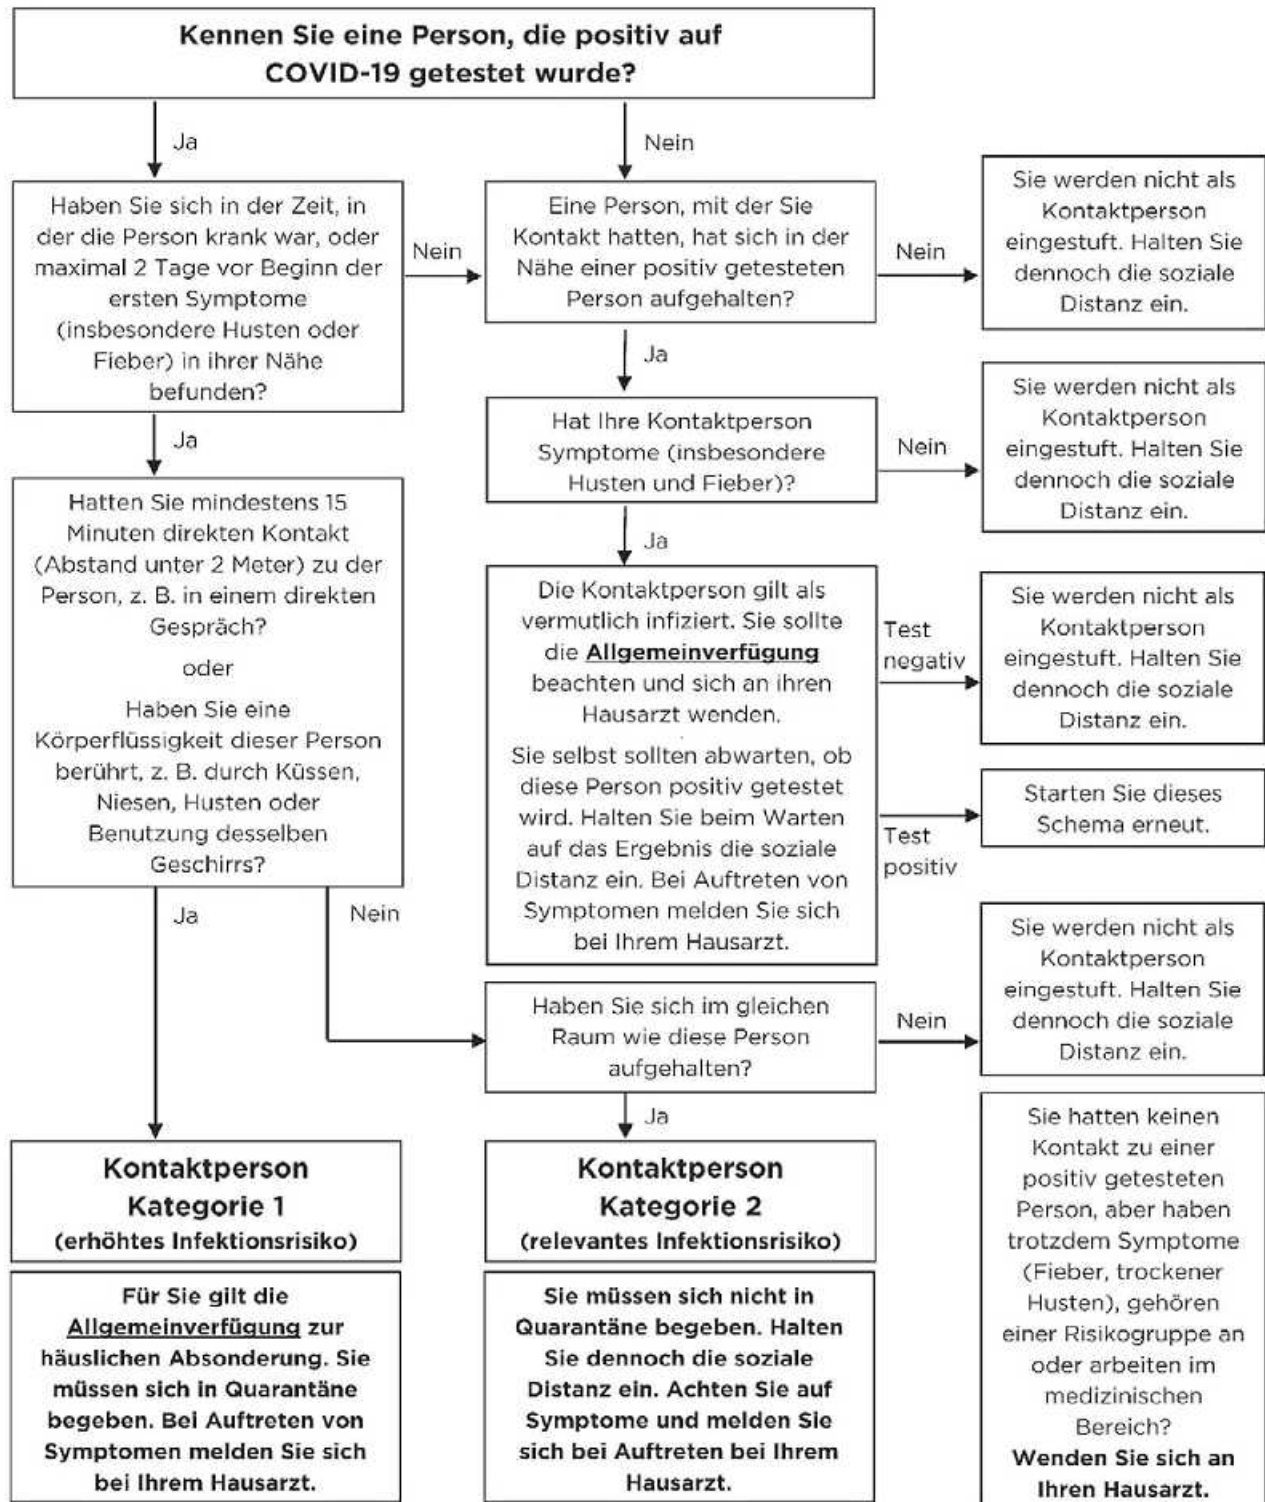 Kennen Sie eine Person, die positiv auf
COVID-19 getestet wurde?
Ja
Nein
Haben Sie sich in der Zeit, in
der die Person krank war, oder
maximal 2 Tage vor Beginn der
ersten Symptome
(insbesondere Husten oder
Fieber) in ihrer Nähe
befunden?
Nein
Eine Person, mit der Sie
Kontakt hatten, hat sich in der
Nähe einer positiv getesteten
Person aufgehalten?
Nein
Sie werden nicht als
Kontaktperson
eingestuft. Halten Sie
dennoch die soziale
Distanz ein.
Ja
Ja
Hat Ihre Kontaktperson
Symptome (insbesondere
Husten und Fieber)?
Nein
Sie werden nicht als
Kontaktperson
eingestuft. Halten Sie
dennoch die soziale
Distanz ein.
Hatten Sie mindestens 15
Minuten direkten Kontakt
(Abstand unter 2 Meter) zu der
Person, z. B. in einem direkten
Gespräch?
oder
Haben Sie eine
Körperflüssigkeit dieser Person
berührt, z. B. durch Küssen,
Niesen, Husten oder
Benutzung desselben
Geschirrs?
Ja
Die Kontaktperson gilt als
vermutlich infiziert. Sie sollte
die Allgemeinverfügung
beachten und sich an ihren
Hausarzt wenden.
Sie selbst sollten abwarten, ob
diese Person positiv getestet
wird. Halten Sie beim Warten
auf das Ergebnis die soziale
Distanz ein. Bei Auftreten von
Symptomen melden Sie sich
bei Ihrem Hausarzt.
Test
negativ
Sie werden nicht als
Kontaktperson
eingestuft. Halten Sie
dennoch die soziale
Distanz ein.
Test
positiv
Starten Sie dieses
Schema erneut.
Ja
Nein
Haben Sie sich im gleichen
Raum wie diese Person
aufgehalten?
Nein
Sie werden nicht als
Kontaktperson
eingestuft. Halten Sie
dennoch die soziale
Distanz ein.
Ja
Kontaktperson
Kategorie 1
(erhöhtes Infektionsrisiko)
Für Sie gilt die
Allgemeinverfügung zur
häuslichen Absonderung. Sie
müssen sich in Quarantäne
begeben. Bei Auftreten von
Symptomen melden Sie sich
bei Ihrem Hausarzt.
Kontaktperson
Kategorie 2
(relevantes Infektionsrisiko)
Sie müssen sich nicht in
Quarantäne begeben. Halten
Sie dennoch die soziale
Distanz ein. Achten Sie auf
Symptome und melden Sie
sich bei Auftreten bei Ihrem
Hausarzt.
Sie hatten keinen
Kontakt zu einer
positiv getesteten
Person, aber haben
trotzdem Symptome
(Fieber, trockener
Husten), gehören
einer Risikogruppe an
oder arbeiten im
medizinischen
Bereich?
Wenden Sie sich an
Ihren Hausarzt.